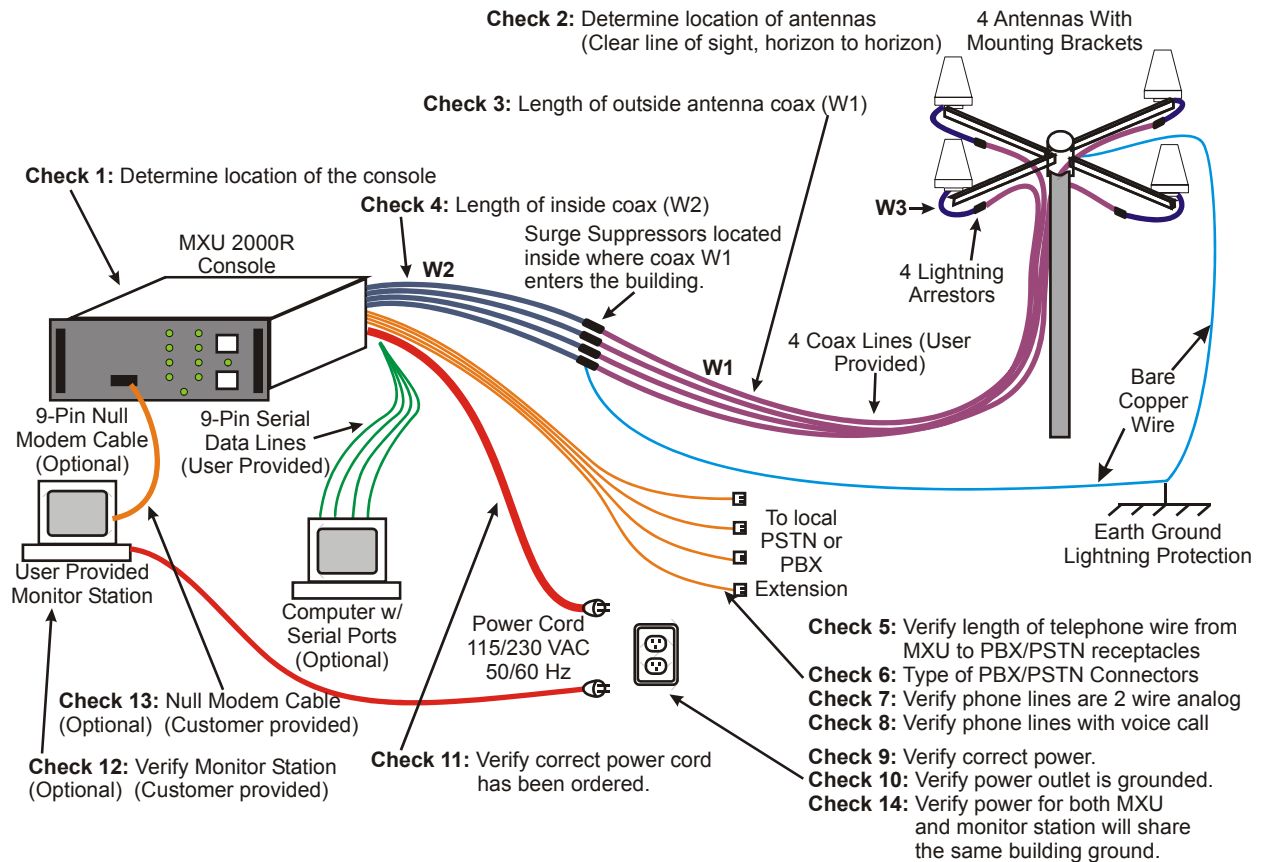 Check 2: Determine location of antennas
(Clear line of sight, horizon to horizon)
4 Antennas With
Mounting Brackets
Check 3: Length of outside antenna coax (W1)
Check 1: Determine location of the console
Check 4: Length of inside coax (W2)
W3
MXU 2000R
Console
W2
Surge Suppressors located
inside where coax W1
enters the building.
4 Lightning
Arrestors
W1
4 Coax Lines (User
Provided)
Bare
Copper
Wire
9-Pin Null
Modem Cable
(Optional)
9-Pin Serial
Data Lines
(User Provided)
To local
PSTN or
PBX
Extension
Earth Ground
Lightning Protection
User Provided
Monitor Station
Computer w/
Serial Ports
(Optional)
Power Cord
115/230 VAC
50/60 Hz
Check 5: Verify length of telephone wire from
MXU to PBX/PSTN receptacles
Check 6: Type of PBX/PSTN Connectors
Check 7: Verify phone lines are 2 wire analog
Check 8: Verify phone lines with voice call
Check 13: Null Modem Cable
(Optional) (Customer provided)
Check 12: Verify Monitor Station
(Optional) (Customer provided)
Check 11: Verify correct power cord
has been ordered.
Check 9: Verify correct power.
Check 10: Verify power outlet is grounded.
Check 14: Verify power for both MXU
and monitor station will share
the same building ground.